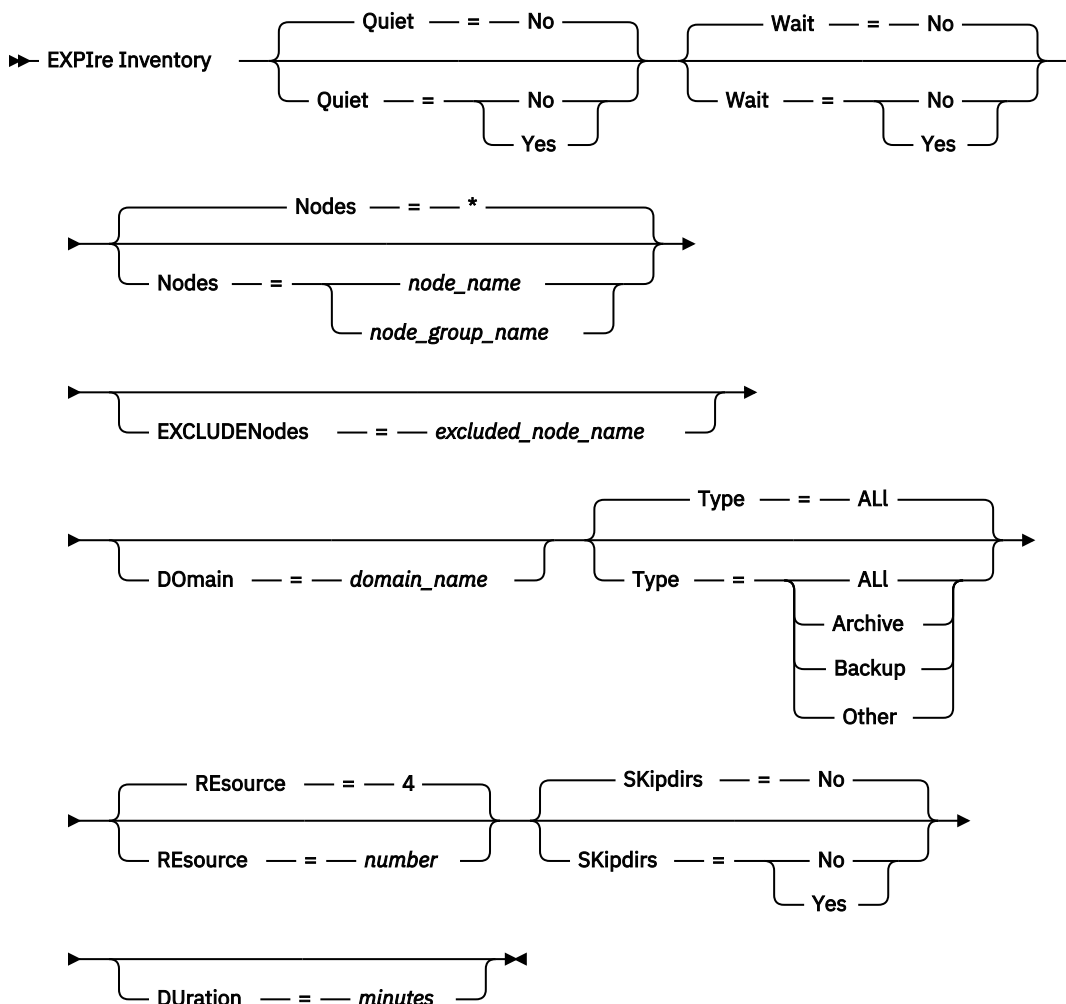 Quiet = No Wait = No
EXPIre Inventory
Quiet = No Wait = No
Yes Yes
Nodes = *
Nodes = node_name
node_group_name
EXCLUDENodes = excluded_node_name
Type = ALl
DOmain = domain_name Type = ALl
Archive
Backup
Other
REsource = 4 SKipdirs = No
REsource = number SKipdirs = No
Yes
DUration = minutes